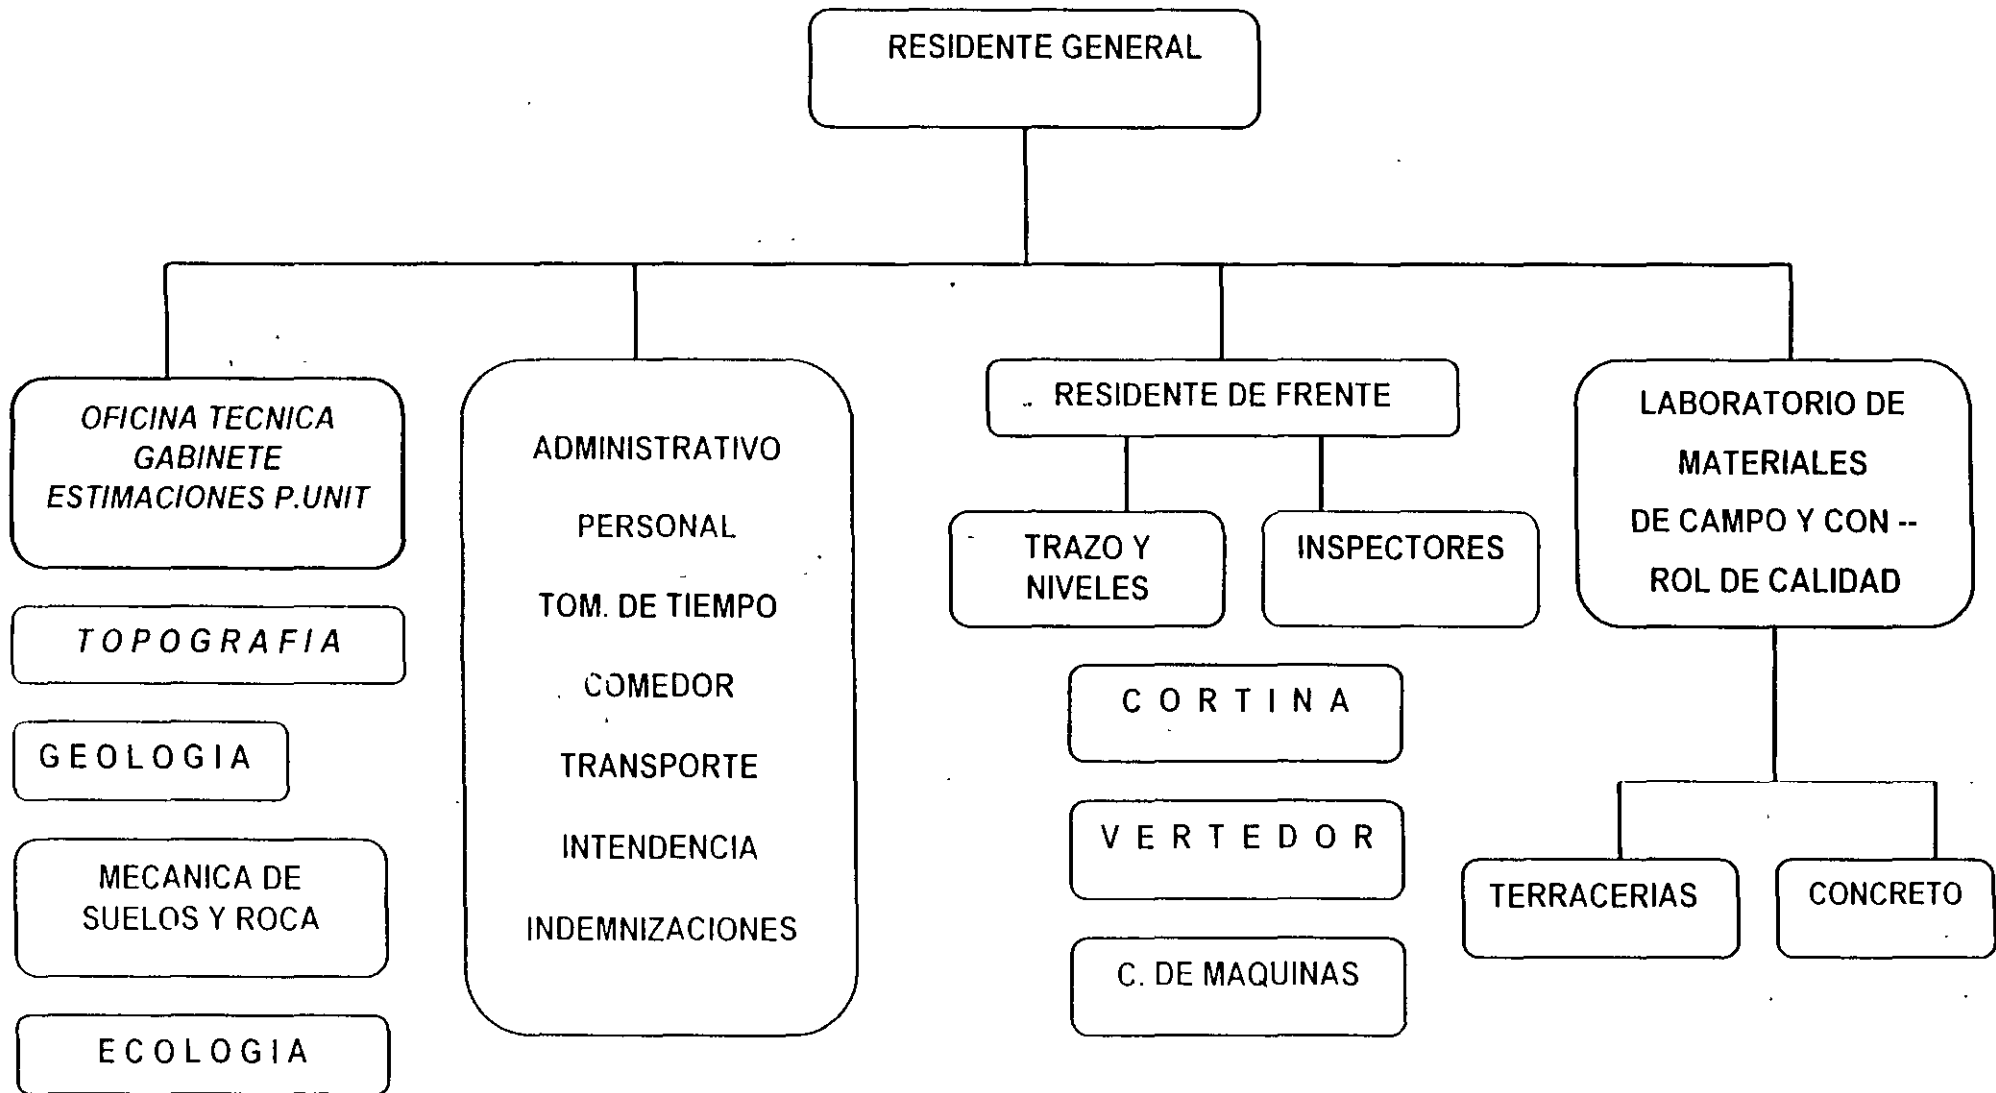 RESIDENTE GENERAL
OFICINA TECNICA
GABINETE
ESTIMACIONES P.UNIT
TOPOGRAFIA
GEOLOGIA
MECANICA DE
SUELOS Y ROCA
ECOLOGIA
ADMINISTRATIVO
PERSONAL
TOM. DE TIEMPO
COMEDOR
TRANSPORTE
INTENDENCIA
INDEMNIZACIONES
RESIDENTE DE FRENTE
TRAZO Y
NIVELES
INSPECTORES
CORTINA
VERTEDOR
C. DE MAQUINAS
LABORATORIO DE
MATERIALES
DE CAMPO Y CON --
ROL DE CALIDAD
TERRACERIAS
CONCRETO